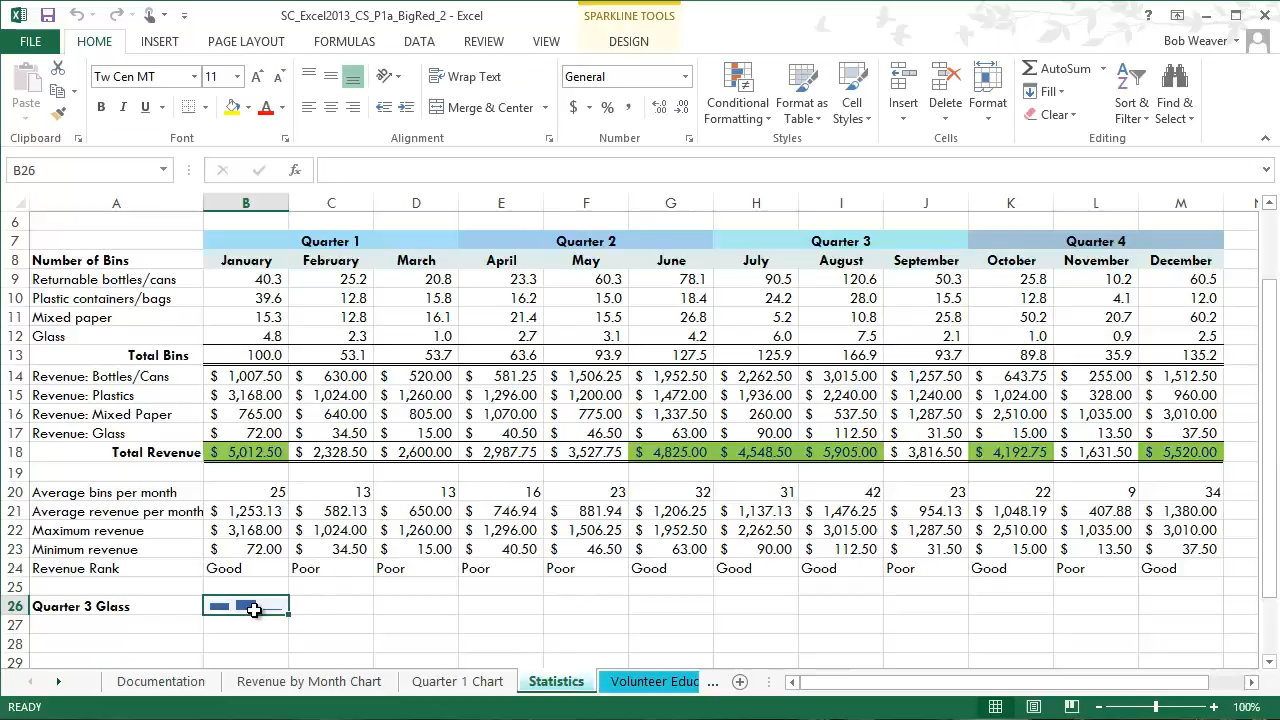 SC_Excel2013_CS_P1a_BigRed_2 - Excel
SPARKLINE TOOLS
FILE HOME INSERT PAGE LAYOUT FORMULAS DATA REVIEW VIEW DESIGN Bob Weaver
Paste Tw Cen MT 11 Wrap Text General AutoSum
B I U A Merge & Center $ % Conditional Formatting Format as Table Cell Styles Insert Delete Format Fill Clear Sort & Filter Find & Select
Clipboard Font Alignment Number Styles Cells Editing
B26 fx
A B C D E F G H I J K L M
6
7 Quarter 1 Quarter 2 Quarter 3 Quarter 4
8 Number of Bins January February March April May June July August September October November December
9 Returnable bottles/cans 40.3 25.2 20.8 23.3 60.3 78.1 90.5 120.6 50.3 25.8 10.2 60.5
10 Plastic containers/bags 39.6 12.8 15.8 16.2 15.0 18.4 24.2 28.0 15.5 12.8 4.1 12.0
11 Mixed paper 15.3 12.8 16.1 21.4 15.5 26.8 5.2 10.8 25.8 50.2 20.7 60.2
12 Glass 4.8 2.3 1.0 2.7 3.1 4.2 6.0 7.5 2.1 1.0 0.9 2.5
13 Total Bins 100.0 53.1 53.7 63.6 93.9 127.5 125.9 166.9 93.7 89.8 35.9 135.2
14 Revenue: Bottles/Cans $ 1,007.50 $ 630.00 $ 520.00 $ 581.25 $ 1,506.25 $ 1,952.50 $ 2,262.50 $ 3,015.00 $ 1,257.50 $ 643.75 $ 255.00 $ 1,512.50
15 Revenue: Plastics $ 3,168.00 $ 1,024.00 $ 1,260.00 $ 1,296.00 $ 1,200.00 $ 1,472.00 $ 1,936.00 $ 2,240.00 $ 1,240.00 $ 1,024.00 $ 328.00 $ 960.00
16 Revenue: Mixed Paper $ 765.00 $ 640.00 $ 805.00 $ 1,070.00 $ 775.00 $ 1,337.50 $ 260.00 $ 537.50 $ 1,287.50 $ 2,510.00 $ 1,035.00 $ 3,010.00
17 Revenue: Glass $ 72.00 $ 34.50 $ 15.00 $ 40.50 $ 46.50 $ 63.00 $ 90.00 $ 112.50 $ 31.50 $ 15.00 $ 13.50 $ 37.50
18 Total Revenue $ 5,012.50 $ 2,328.50 $ 2,600.00 $ 2,987.75 $ 3,527.75 $ 4,825.00 $ 4,548.50 $ 5,905.00 $ 3,816.50 $ 4,192.75 $ 1,631.50 $ 5,520.00
19
20 Average bins per month 25 13 13 16 23 32 31 42 23 22 9 34
21 Average revenue per month $ 1,253.13 $ 582.13 $ 650.00 $ 746.94 $ 881.94 $ 1,206.25 $ 1,137.13 $ 1,476.25 $ 954.13 $ 1,048.19 $ 407.88 $ 1,380.00
22 Maximum revenue $ 3,168.00 $ 1,024.00 $ 1,260.00 $ 1,296.00 $ 1,506.25 $ 1,952.50 $ 2,262.50 $ 3,015.00 $ 1,287.50 $ 2,510.00 $ 1,035.00 $ 3,010.00
23 Minimum revenue $ 72.00 $ 34.50 $ 15.00 $ 40.50 $ 46.50 $ 63.00 $ 90.00 $ 112.50 $ 31.50 $ 15.00 $ 13.50 $ 37.50
24 Revenue Rank Good Poor Poor Poor Poor Good Good Good Poor Good Poor Good
25
26 Quarter 3 Glass
27
28
29
Documentation Revenue by Month Chart Quarter 1 Chart Statistics Volunteer Educ ...
READY 100%